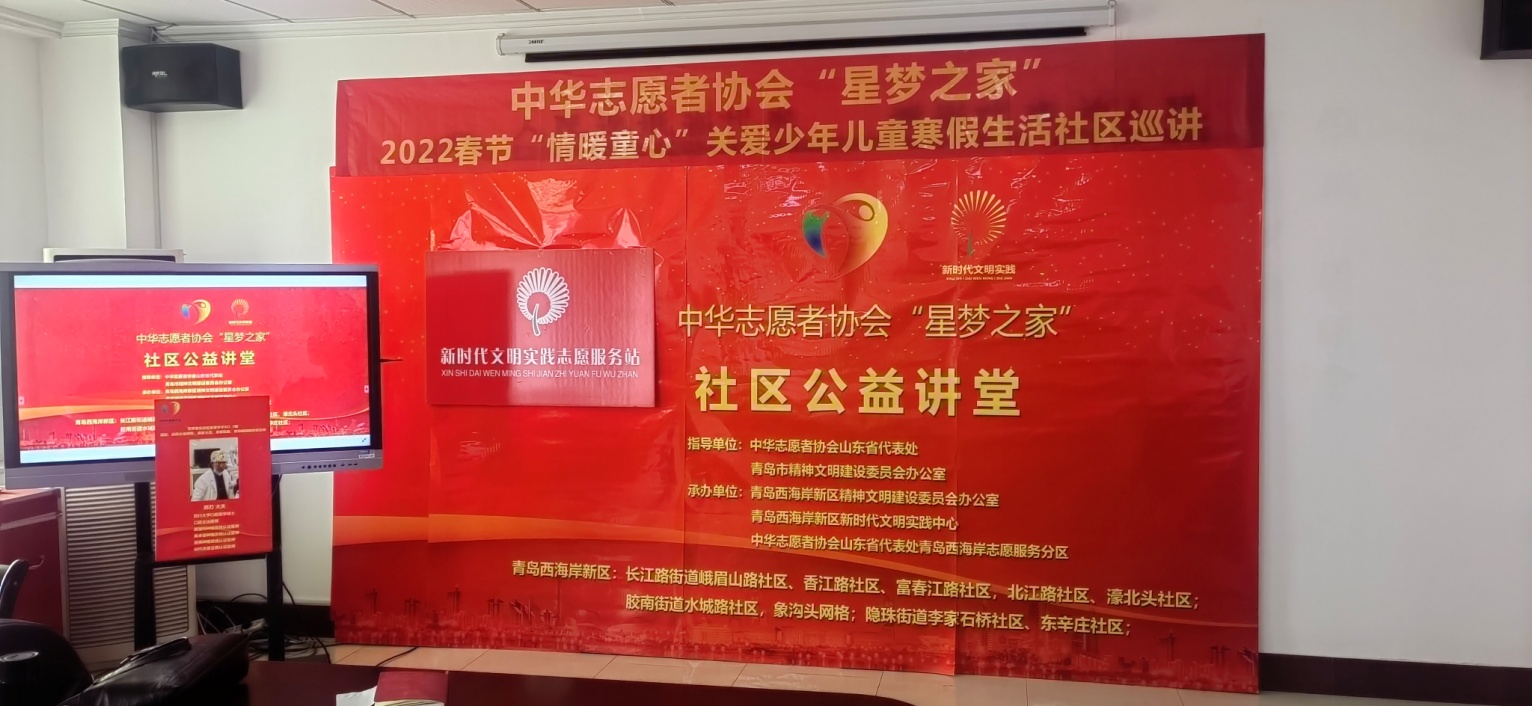 中华志愿者协会“星梦之家”
2022春节“情暖童心”关爱少年儿童寒假生活社区巡讲
新时代文明实践
新时代文明实践志愿服务站
XIN SHI DAI WEN MING SHI JIAN ZHI YUAN FU WU ZHAN
中华志愿者协会“星梦之家”
社区公益讲堂
指导单位：中华志愿者协会山东省代表处
青岛市精神文明建设委员会办公室
承办单位：青岛西海岸新区精神文明建设委员会办公室
青岛西海岸新区新时代文明实践中心
中华志愿者协会山东省代表处青岛西海岸志愿服务分区
青岛西海岸新区：长江路街道峨眉山路社区、香江路社区、富春江路社区，北江路社区、濠北头社区；
胶南街道水城路社区，象沟头网格；隐珠街道李家石桥社区、东辛庄社区；
中华志愿者协会“星梦之家”
社区公益讲堂